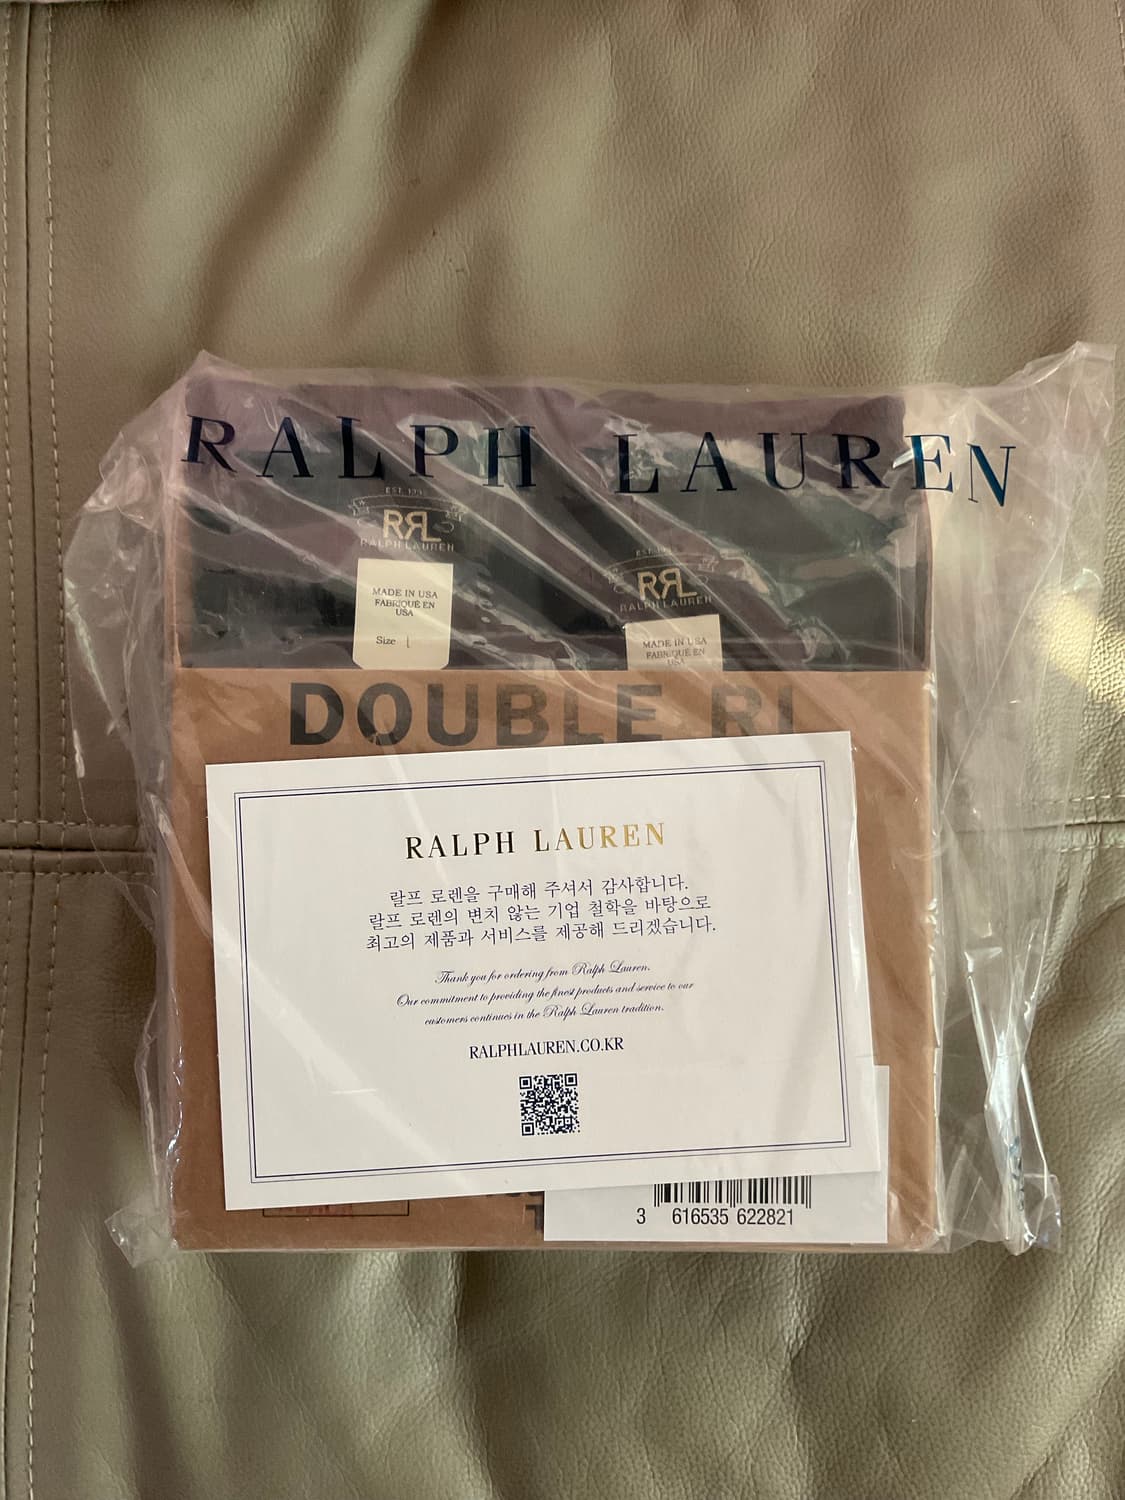 RALPH LAUREN
RRL
RALPH LAUREN
MADE IN USA
FABRIQUÉ EN
USA
Size L
RRL
RALPH LAUREN
MADE IN USA
FABRIQUÉ EN
USA
DOUBLE RL
RALPH LAUREN
랄프 로렌을 구매해 주셔서 감사합니다.
랄프 로렌의 변치 않는 기업 철학을 바탕으로
최고의 제품과 서비스를 제공해 드리겠습니다.
Thank you for ordering from Ralph Lauren.
Our commitment to providing the finest products and service to our
customers continues in the Ralph Lauren tradition.
RALPHLAUREN.CO.KR
3 616535 622821